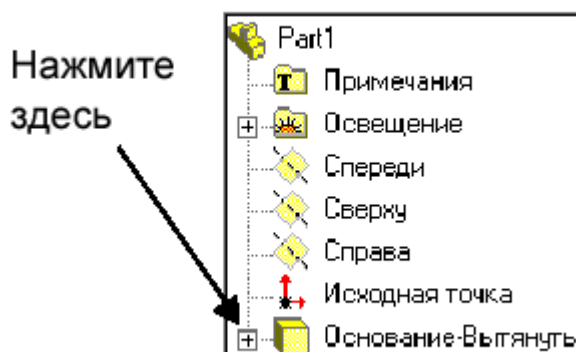 Нажмите
здесь
Part1
Примечания
Освещение
Спереди
Сверху
Справа
Исходная точка
Основание-Вытянуть